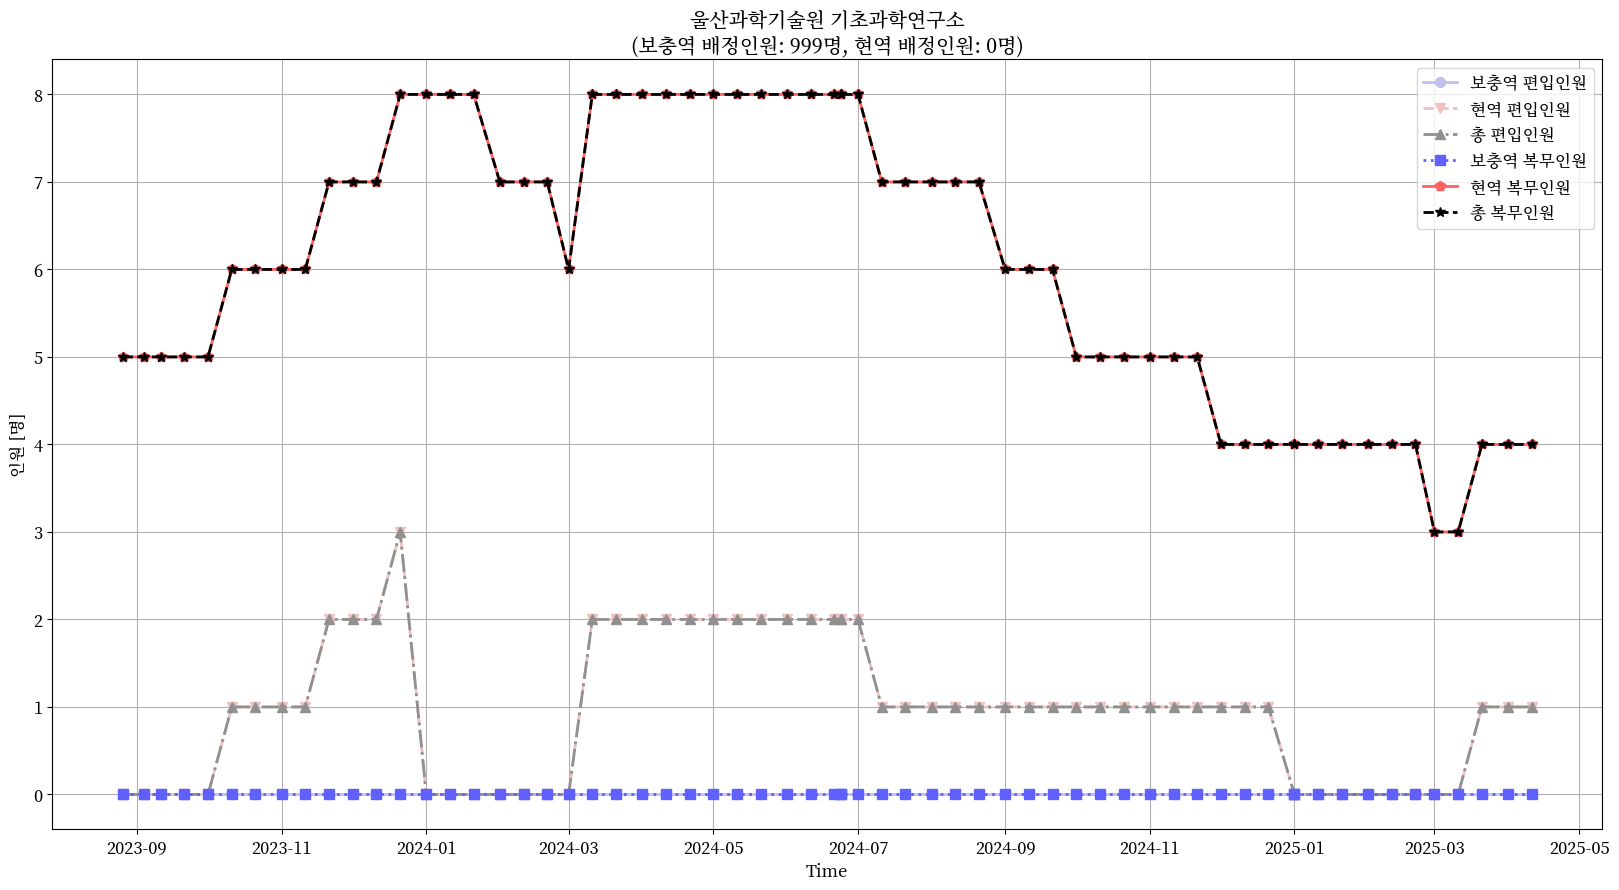 울산과학기술원 기초과학연구소
(보충역 배정인원: 999명, 현역 배정인원: 0명)
보충역 편입인원
현역 편입인원
총 편입인원
보충역 복무인원
현역 복무인원
총 복무인원
인원 [명]
8
7
6
5
4
3
2
1
0
2023-09
2023-11
2024-01
2024-03
2024-05
2024-07
2024-09
2024-11
2025-01
2025-03
2025-05
Time